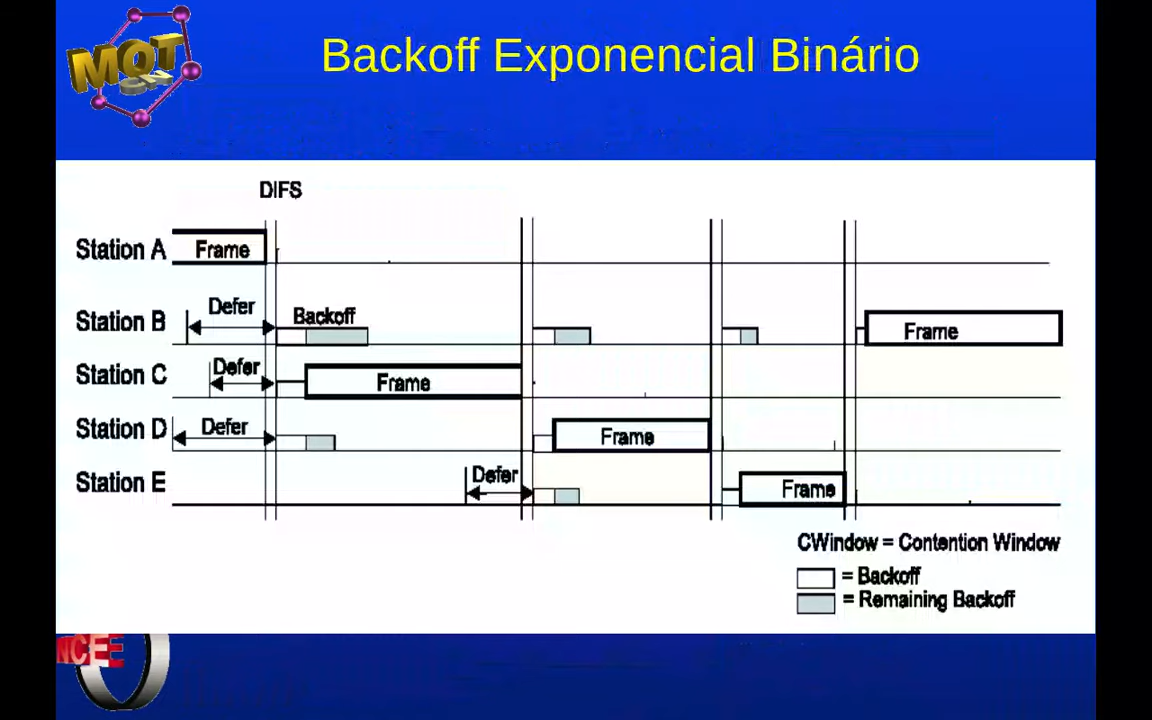 MOT
Backoff Exponencial Binário
DIFS
Station A
Frame
Station B
Defer
Backoff
Frame
Station C
Defer
Frame
Station D
Defer
Frame
Station E
Defer
Frame
CWindow = Contention Window
= Backoff
= Remaining Backoff